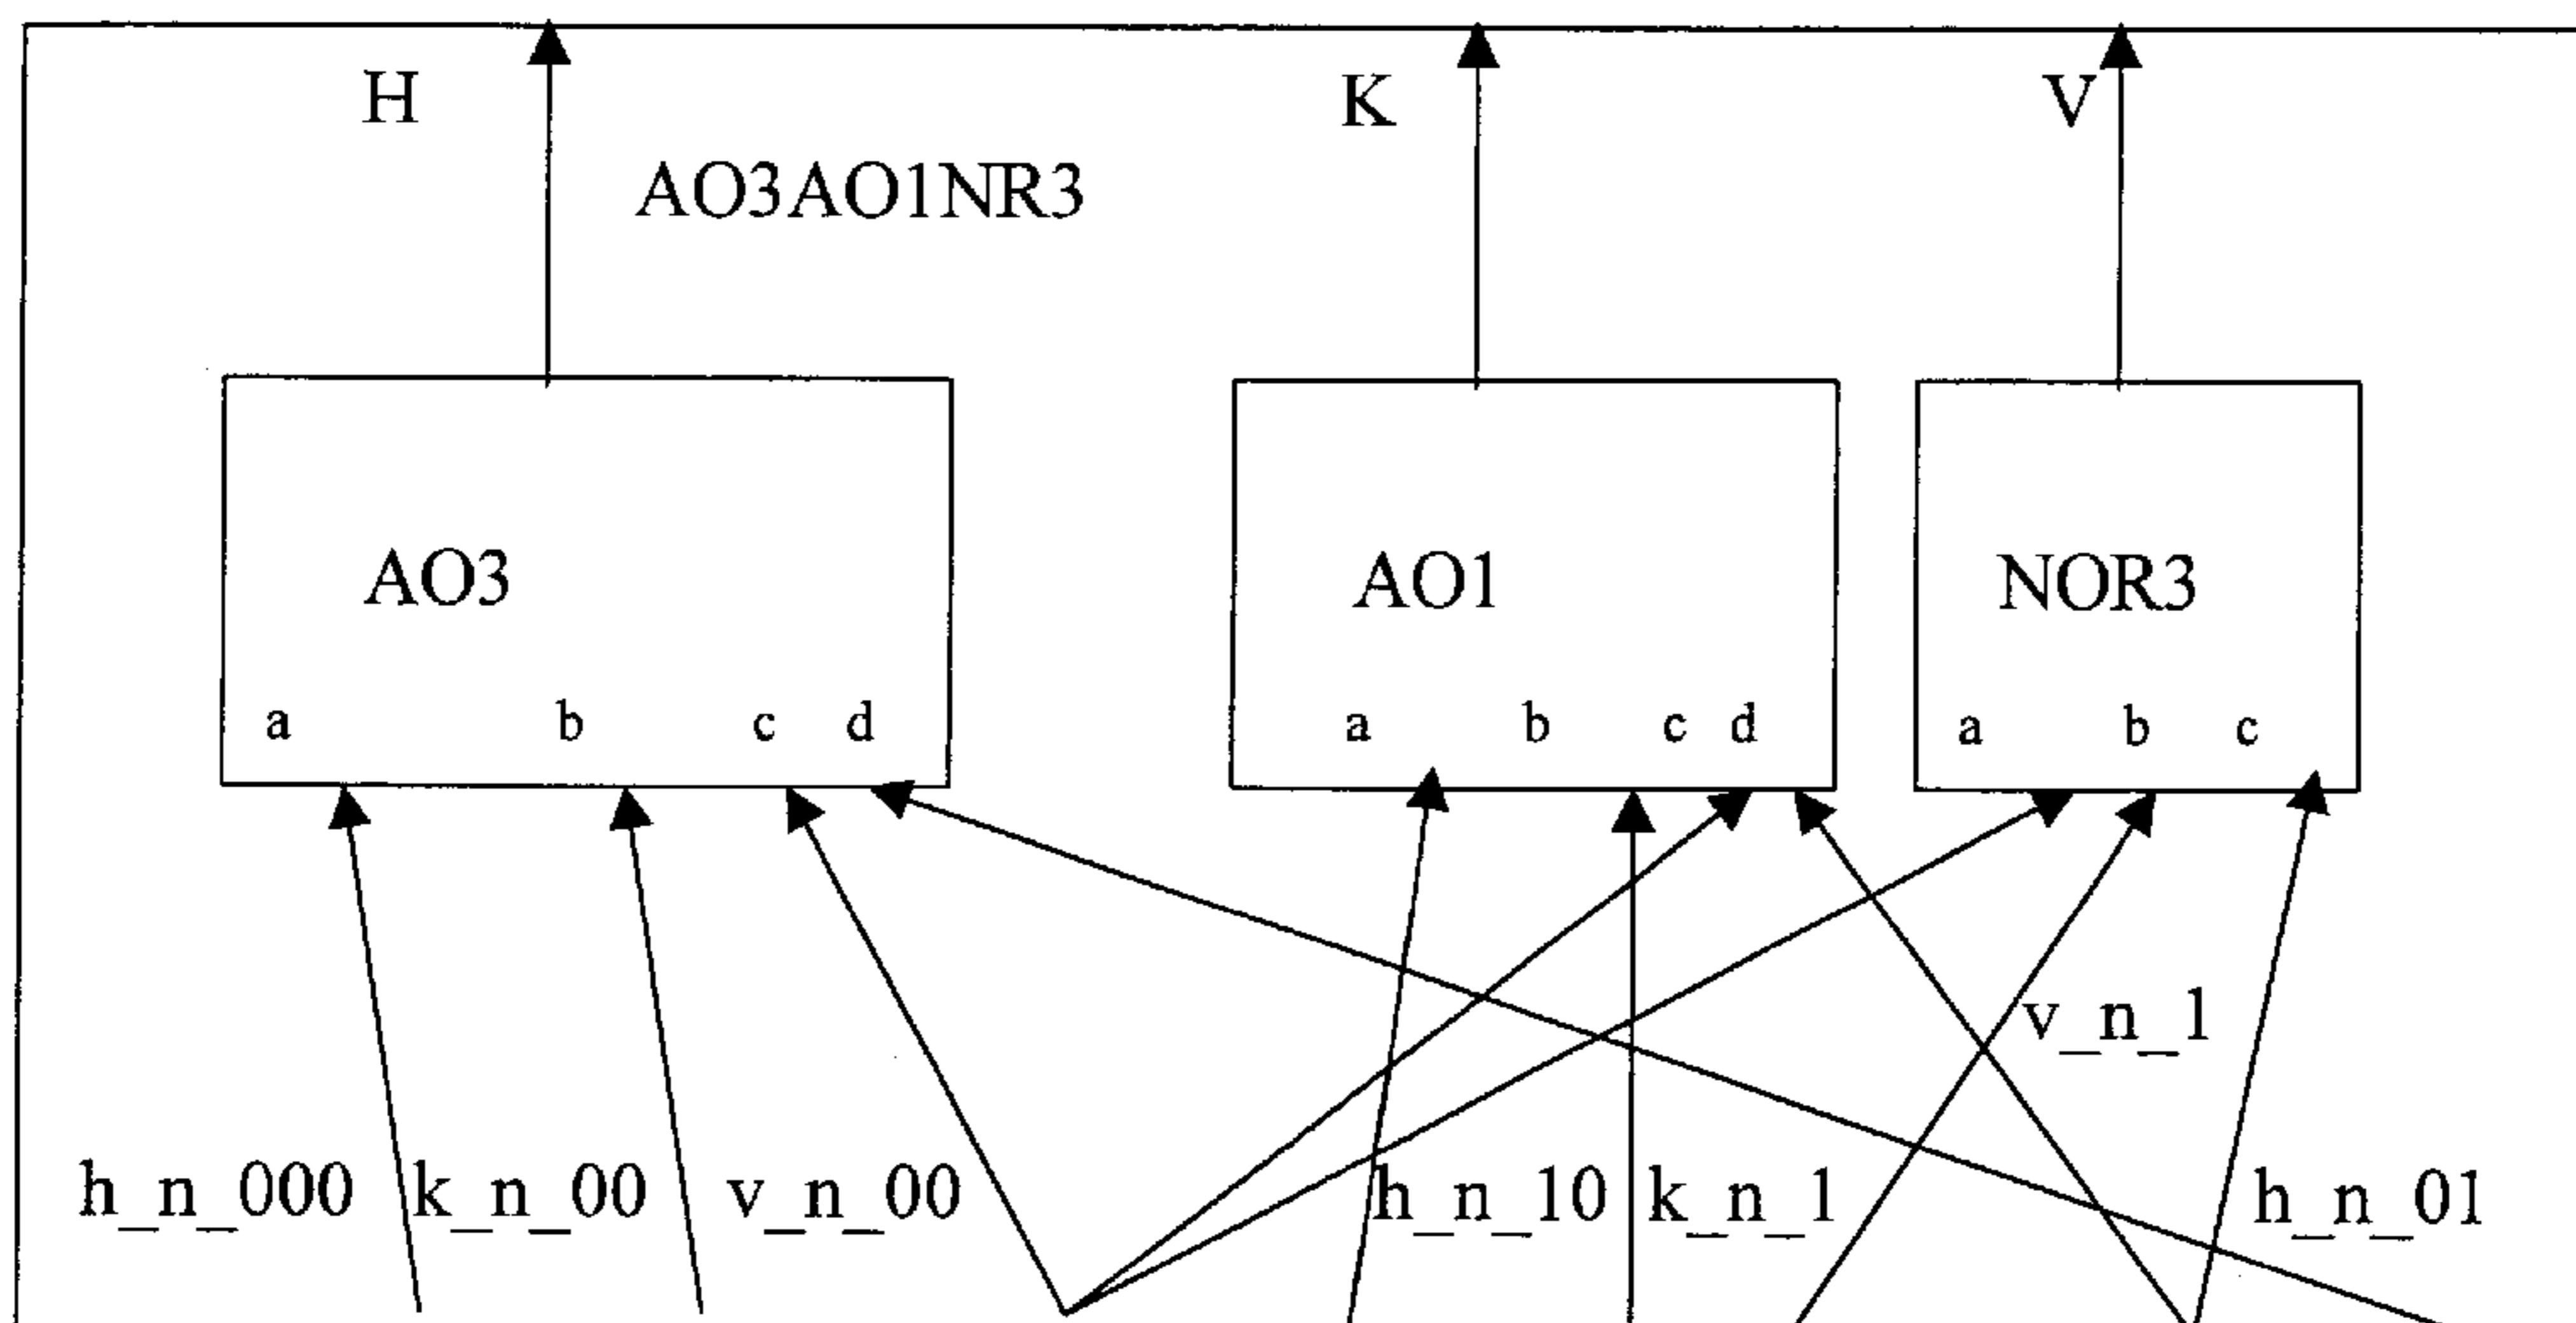 H K V
AO3AO1NR3
AO3 AO1 NOR3
a b c d a b c d a b c
v_n_1
h_n_000 k_n_00 v_n_00 h_n_10 k_n_1 h_n_01